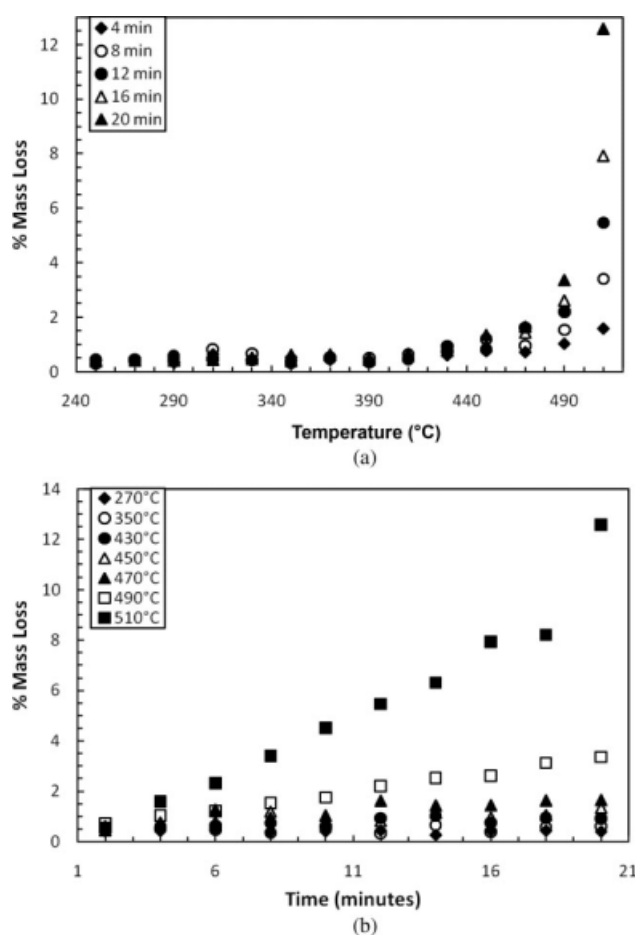 4 min
8 min
12 min
16 min
20 min
12
10
8
6
4
2
0
% Mass Loss
240 290 340 390 440 490
Temperature (°C)
(a)
270°C
350°C
430°C
450°C
470°C
490°C
510°C
14
12
10
8
6
4
2
0
% Mass Loss
1 6 11 16 21
Time (minutes)
(b)